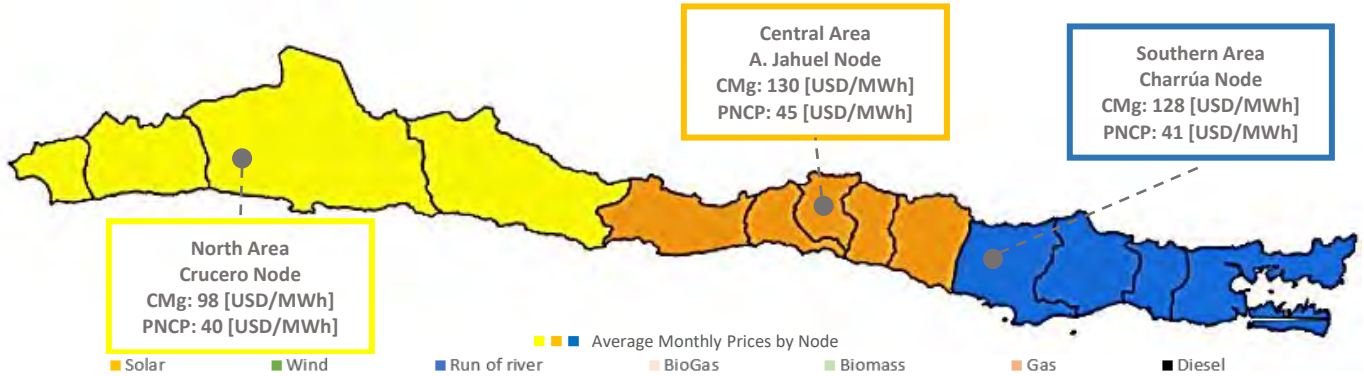 Central Area
A. Jahuel Node
CMg: 130 [USD/MWh]
PNCP: 45 [USD/MWh]
Southern Area
Charrúa Node
CMg: 128 [USD/MWh]
PNCP: 41 [USD/MWh]
North Area
Crucero Node
CMg: 98 [USD/MWh]
PNCP: 40 [USD/MWh]
Average Monthly Prices by Node
Solar Wind Run of river BioGas Biomass Gas Diesel